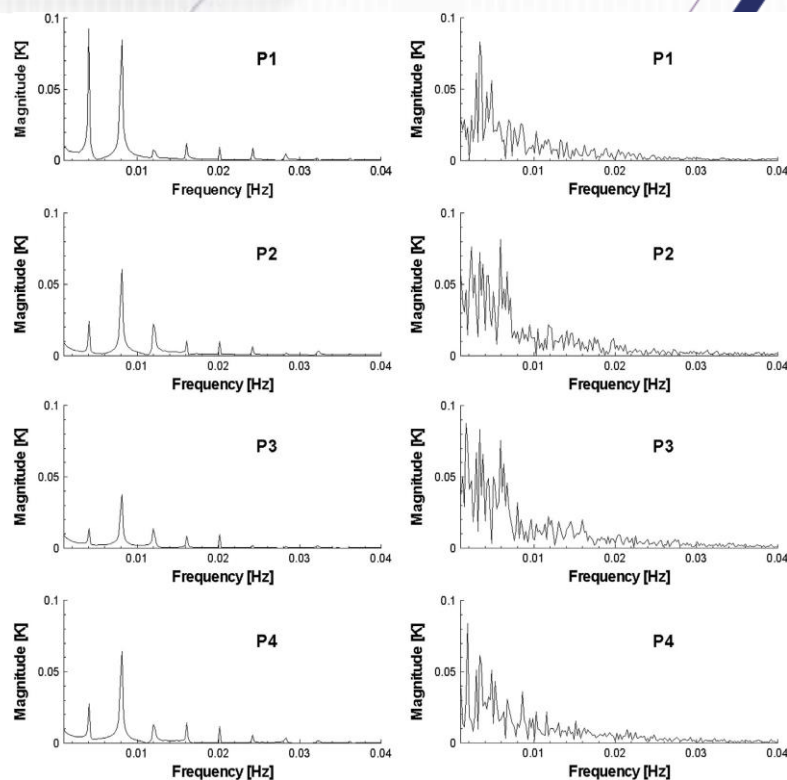 0.1 0.1
Magnitude [K] P1 Magnitude [K] P1
0.05 0.05
0 0.01 0.02 0.03 0.04 0 0.01 0.02 0.03 0.04
Frequency [Hz] Frequency [Hz]
0.1 0.1
Magnitude [K] P2 Magnitude [K] P2
0.05 0.05
0 0.01 0.02 0.03 0.04 0 0.01 0.02 0.03 0.04
Frequency [Hz] Frequency [Hz]
0.1 0.1
Magnitude [K] P3 Magnitude [K] P3
0.05 0.05
0 0.01 0.02 0.03 0.04 0 0.01 0.02 0.03 0.04
Frequency [Hz] Frequency [Hz]
0.1 0.1
Magnitude [K] P4 Magnitude [K] P4
0.05 0.05
0 0.01 0.02 0.03 0.04 0 0.01 0.02 0.03 0.04
Frequency [Hz] Frequency [Hz]